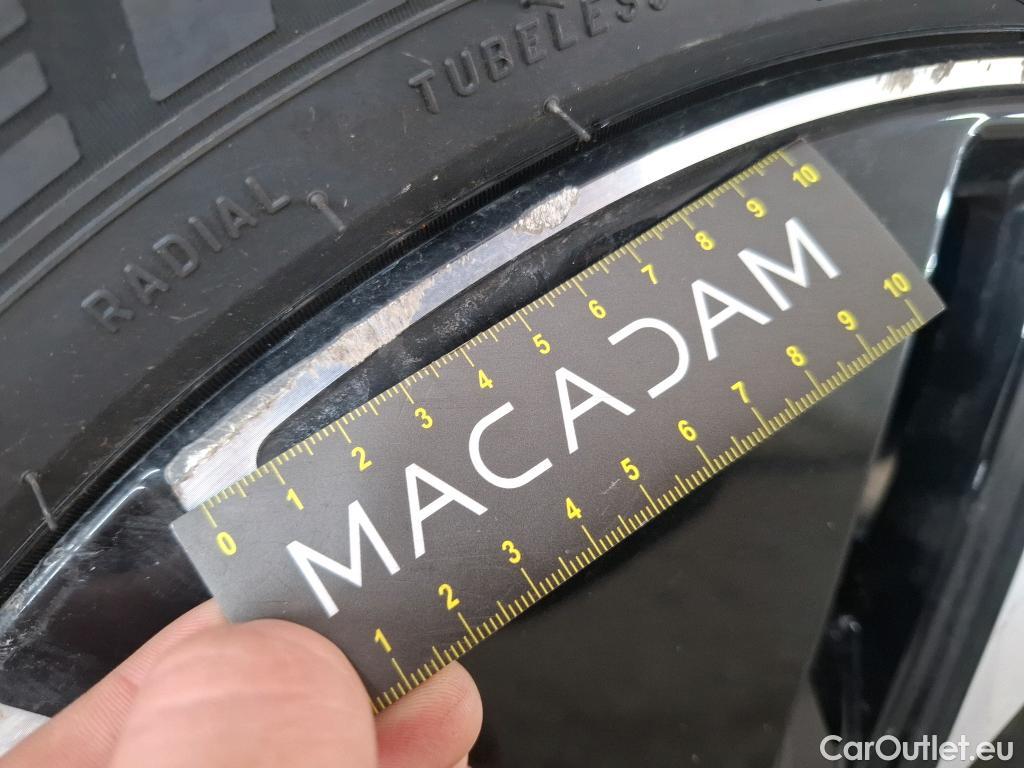 TUBELESS
RADIAL
0 1 2 3 4 5 6 7 8 9 10
MACADAM
1 2 3 4 5 6 7 8 9 10
CarOutlet.eu